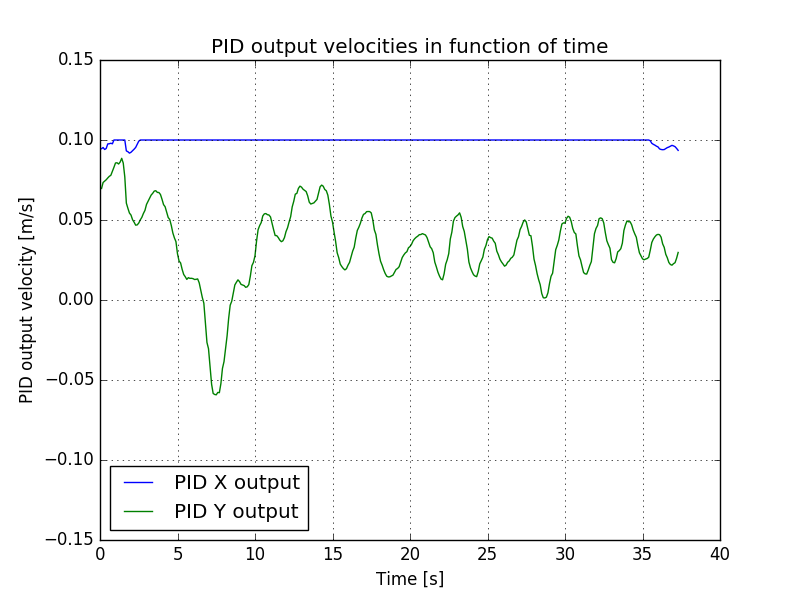 PID output velocities in function of time
0.15
0.10
0.05
0.00
−0.05
−0.10
−0.15
PID output velocity [m/s]
PID X output
PID Y output
0 5 10 15 20 25 30 35 40
Time [s]